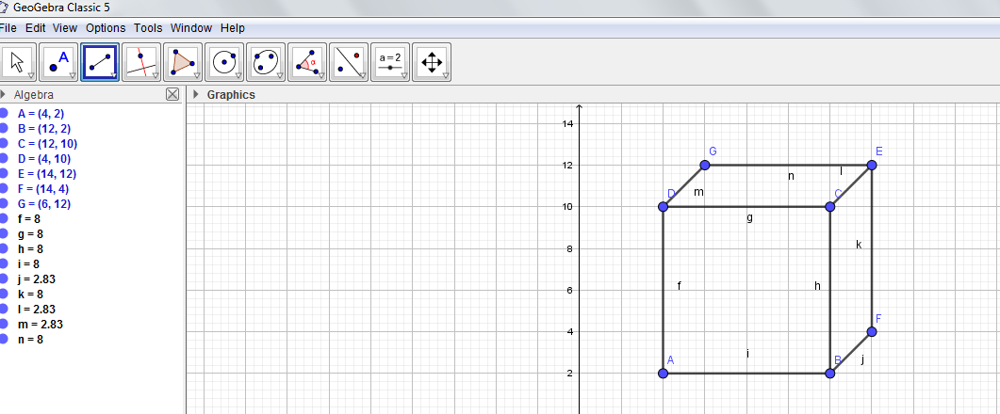 GeoGebra Classic 5
File Edit View Options Tools Window Help
A
α
a = 2
Algebra
Graphics
A = (4, 2)
B = (12, 2)
C = (12, 10)
D = (4, 10)
E = (14, 12)
F = (14, 4)
G = (6, 12)
f = 8
g = 8
h = 8
i = 8
j = 2.83
k = 8
l = 2.83
m = 2.83
n = 8
14
12
10
8
6
4
2
G
E
n
l
D
m
C
g
k
f
h
F
i
A
B
j